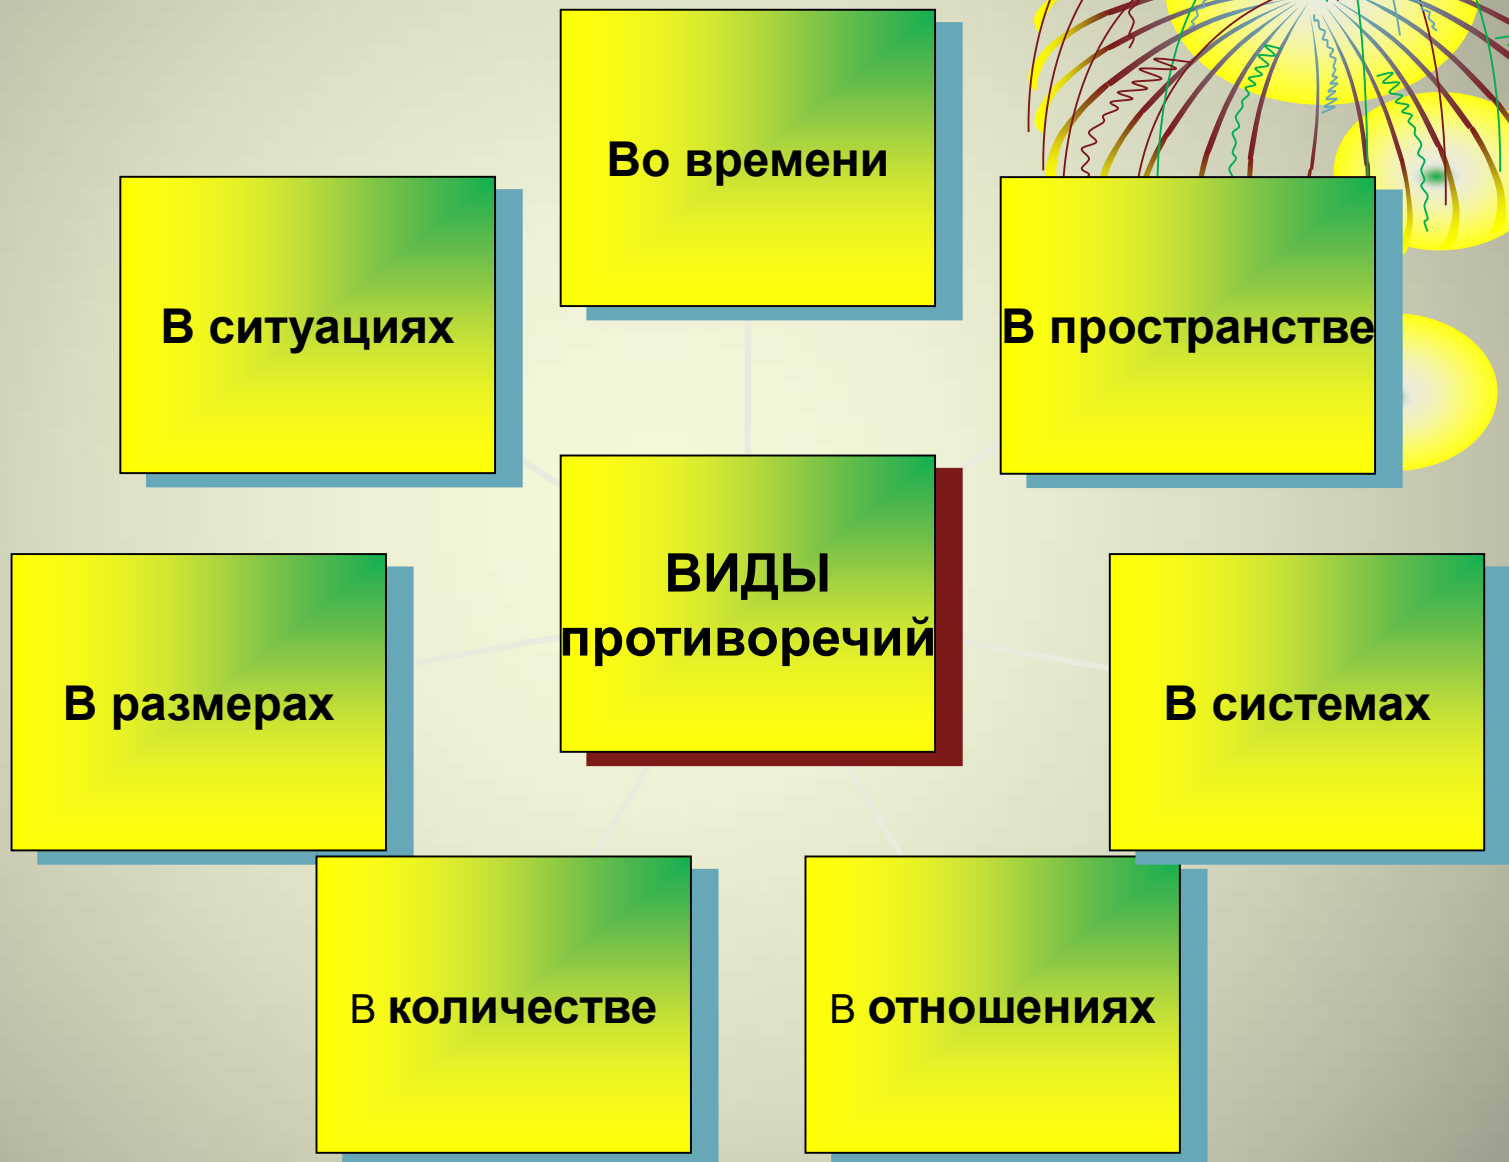 Во времени
В ситуациях
В пространстве
ВИДЫ
противоречий
В размерах
В системах
В количестве
В отношениях